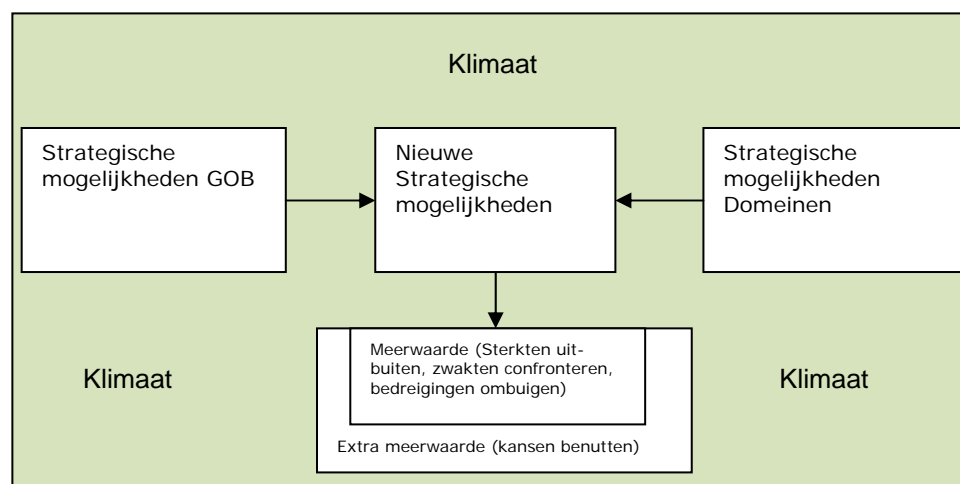 Klimaat
Strategische
mogelijkheden GOB
Nieuwe
Strategische
mogelijkheden
Strategische
mogelijkheden
Domeinen
Meerwaarde (Sterkten uit-
buiten, zwakten confronteren,
bedreigingen ombuigen)
Klimaat
Klimaat
Extra meerwaarde (kansen benutten)